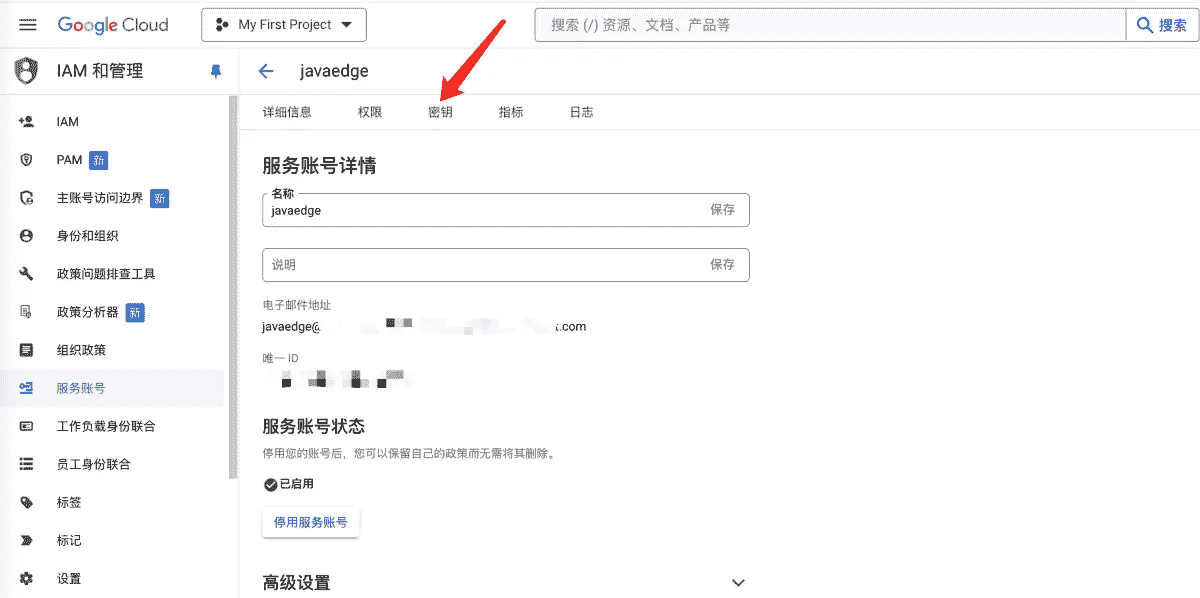 Google Cloud
My First Project
搜索 (/) 资源、文档、产品等
搜索
IAM 和管理
javaedge
详细信息
权限
密钥
指标
日志
IAM
PAM 新
主账号访问边界 新
身份和组织
政策问题排查工具
政策分析器 新
组织政策
服务账号
工作负载身份联合
员工身份联合
标签
标记
设置
服务账号详情
名称
javaedge
保存
说明
保存
电子邮件地址
javaedge@
.com
唯一 ID
服务账号状态
停用您的账号后，您可以保留自己的政策而无需将其删除。
已启用
停用服务账号
高级设置